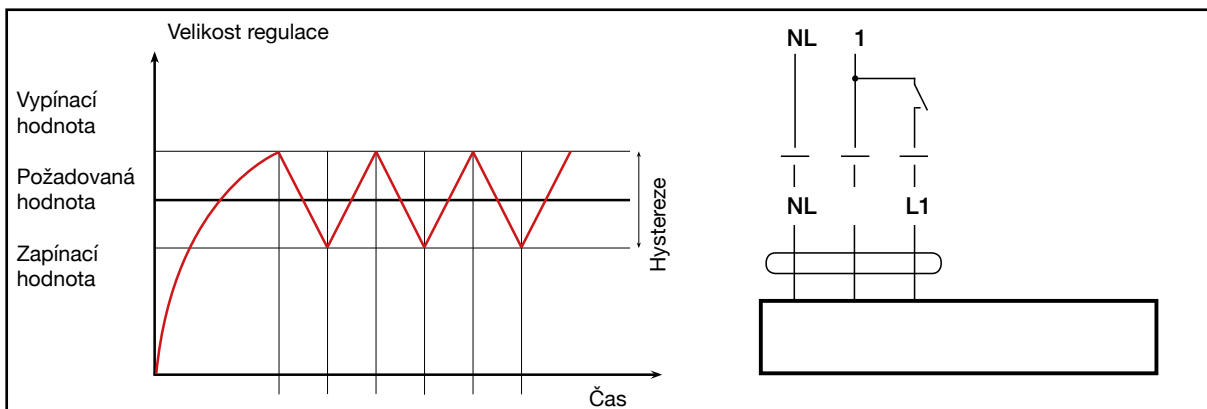 Velikost regulace
Vypínací
hodnota
Požadovaná
hodnota
Zapínací
hodnota
Hystereze
Čas
NL 1
NL L1